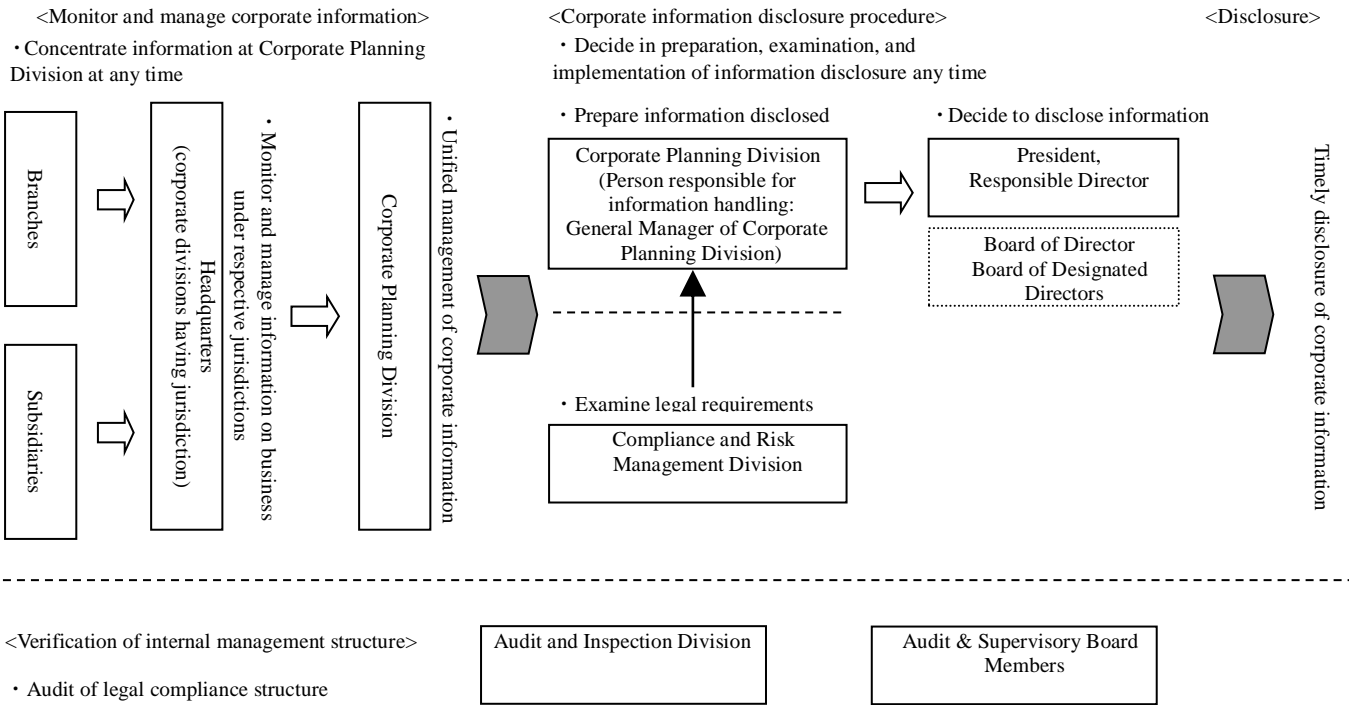 <Monitor and manage corporate information>
・Concentrate information at Corporate Planning
Division at any time
Branches
Subsidiaries
Headquarters
(corporate divisions having jurisdiction)
・Monitor and manage information on business
under respective jurisdictions
Corporate Planning Division
・Unified management of corporate information
<Corporate information disclosure procedure>
・Decide in preparation, examination, and
implementation of information disclosure any time
・Prepare information disclosed
Corporate Planning Division
(Person responsible for
information handling:
General Manager of Corporate
Planning Division)
・Examine legal requirements
Compliance and Risk
Management Division
・Decide to disclose information
President,
Responsible Director
Board of Director
Board of Designated
Directors
<Disclosure>
Timely disclosure of corporate information
<Verification of internal management structure>
・Audit of legal compliance structure
Audit and Inspection Division
Audit & Supervisory Board
Members